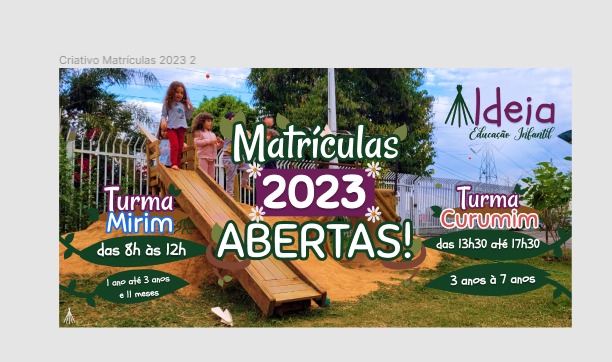 Criativo Matrículas 2023 2
Ideia
Educação Infantil
Matrículas
2023
ABERTAS!
Turma
Mirim
das 8h às 12h
1 ano até 3 anos
e 11 meses
Turma
Curumim
das 13h30 até 17h30
3 anos à 7 anos